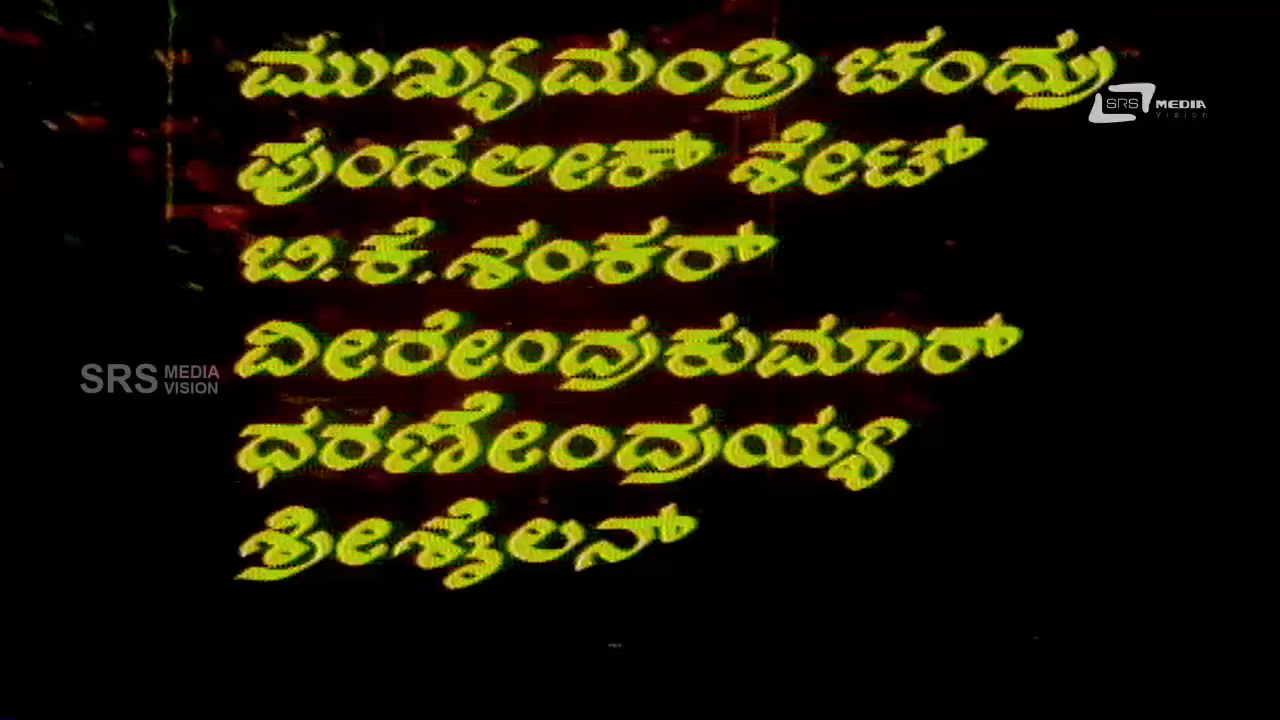 ಮುಖ್ಯಮಂತ್ರಿ ಚಂದ್ರು
SRS MEDIA
Vision
ಪುಂಡಲೀಕ್ ಶೇಟ್
ಬಿ.ಕೆ.ಶಂಕರ್
ವೀರೇಂದ್ರಕುಮಾರ್
SRS MEDIA
VISION
ಧರಣೇಂದ್ರಯ್ಯ
ಶ್ರೀಶೈಲನ್